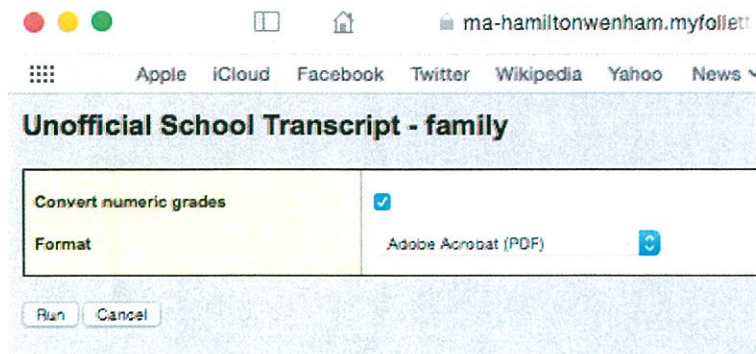 ma-hamiltonwenham.myfollett
Apple iCloud Facebook Twitter Wikipedia Yahoo News
Unofficial School Transcript - family
Convert numeric grades
Format Adobe Acrobat (PDF)
Run Cancel